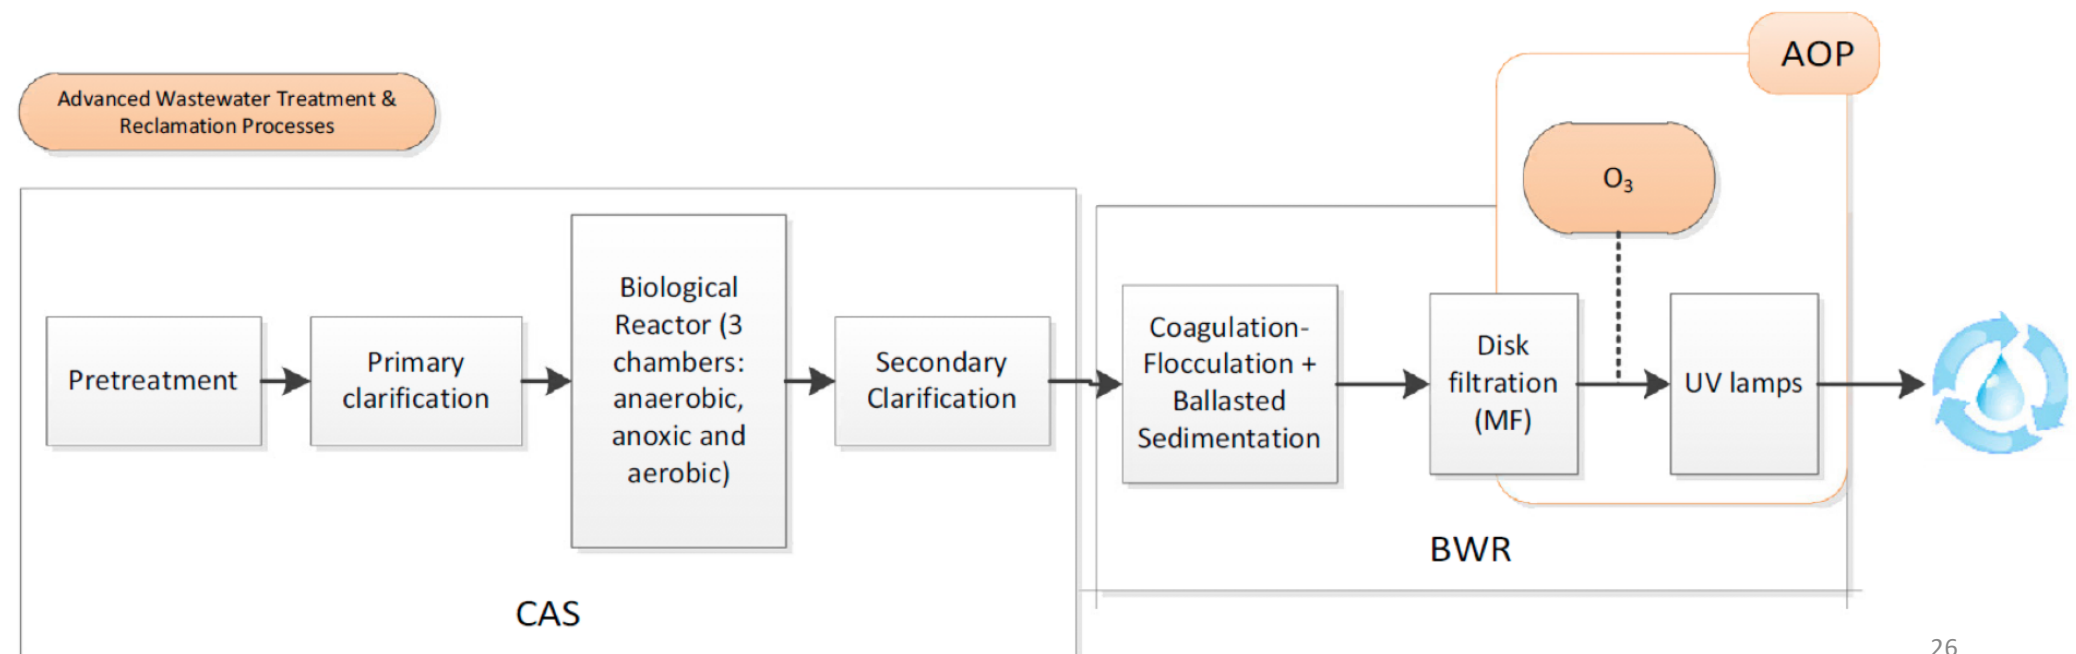 Advanced Wastewater Treatment &
Reclamation Processes
AOP
O₃
Pretreatment
Primary
clarification
Biological
Reactor (3
chambers:
anaerobic,
anoxic and
aerobic)
Secondary
Clarification
Coagulation-
Flocculation +
Ballasted
Sedimentation
Disk
filtration
(MF)
UV lamps
CAS
BWR
26